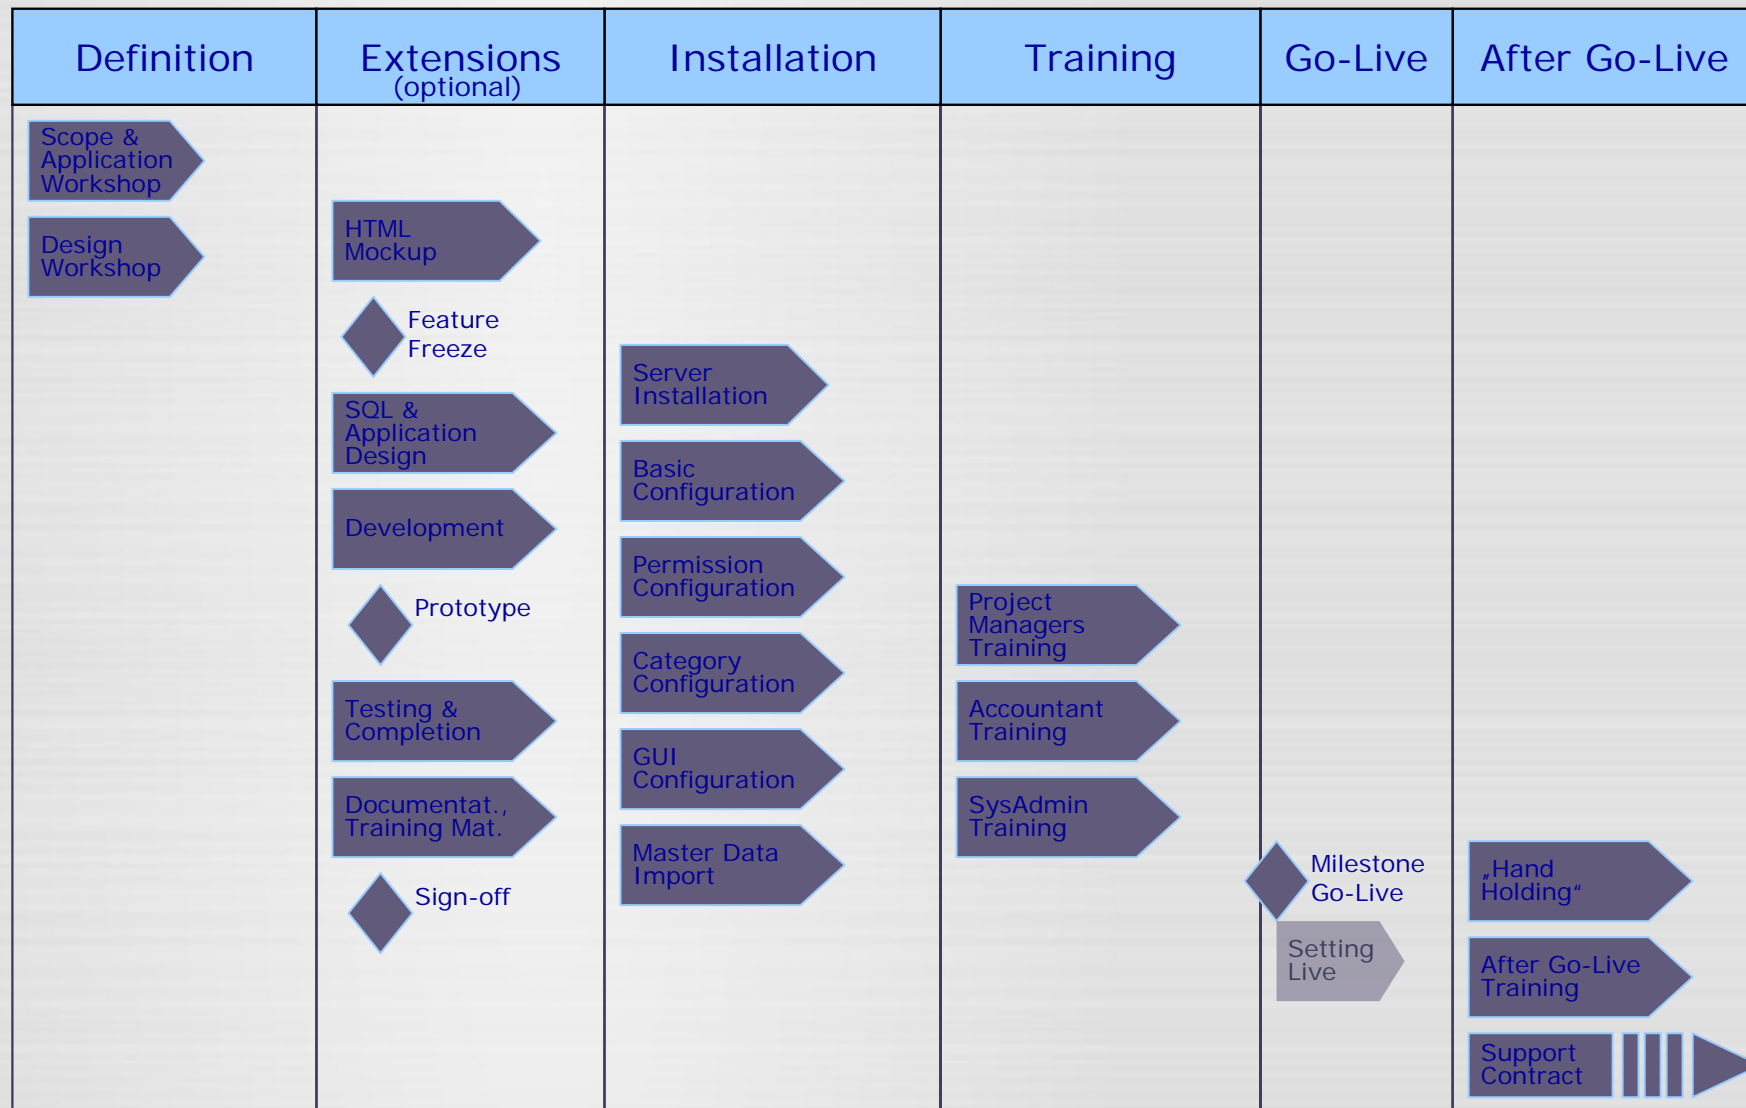 Definition
Extensions
(optional)
Installation
Training
Go-Live
After Go-Live
Scope &
Application
Workshop
Design
Workshop
HTML
Mockup
Feature
Freeze
SQL &
Application
Design
Development
Prototype
Testing &
Completion
Documentat.,
Training Mat.
Sign-off
Server
Installation
Basic
Configuration
Permission
Configuration
Category
Configuration
GUI
Configuration
Master Data
Import
Project
Managers
Training
Accountant
Training
SysAdmin
Training
Milestone
Go-Live
Setting
Live
„Hand
Holding“
After Go-Live
Training
Support
Contract